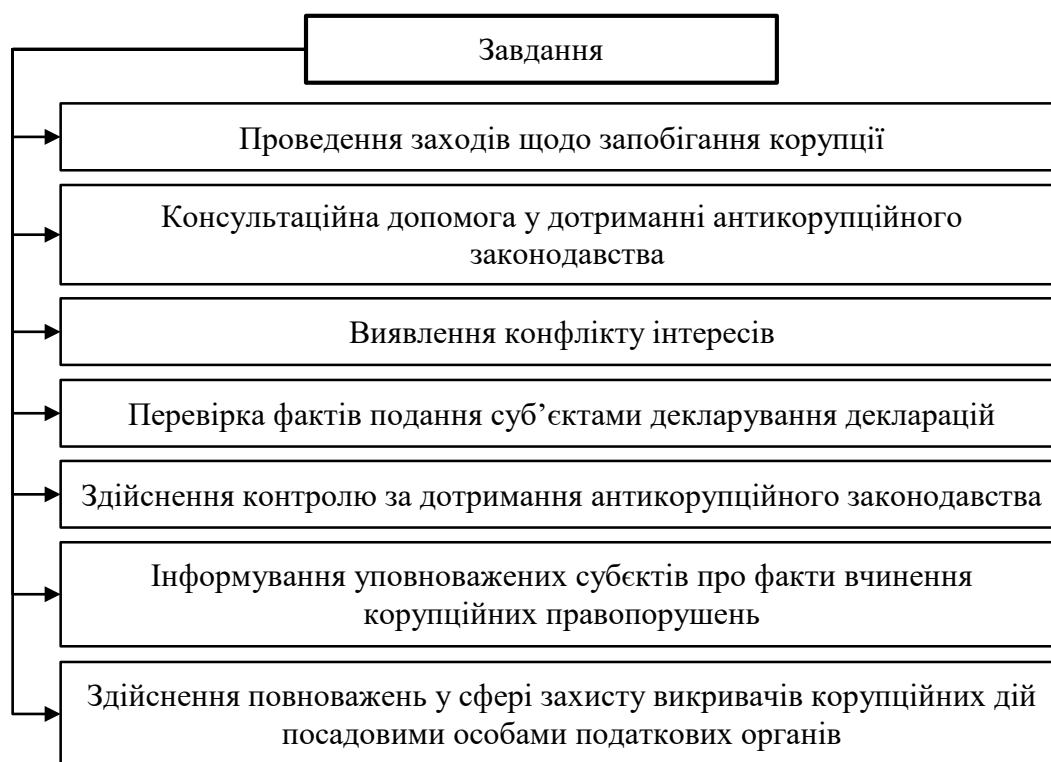 Завдання
Проведення заходів щодо запобігання корупції
Консультаційна допомога у дотриманні антикорупційного
законодавства
Виявлення конфлікту інтересів
Перевірка фактів подання суб’єктами декларування декларацій
Здійснення контролю за дотримання антикорупційного законодавства
Інформування уповноважених субєктів про факти вчинення
корупційних правопорушень
Здійснення повноважень у сфері захисту викривачів корупційних дій
посадовими особами податкових органів